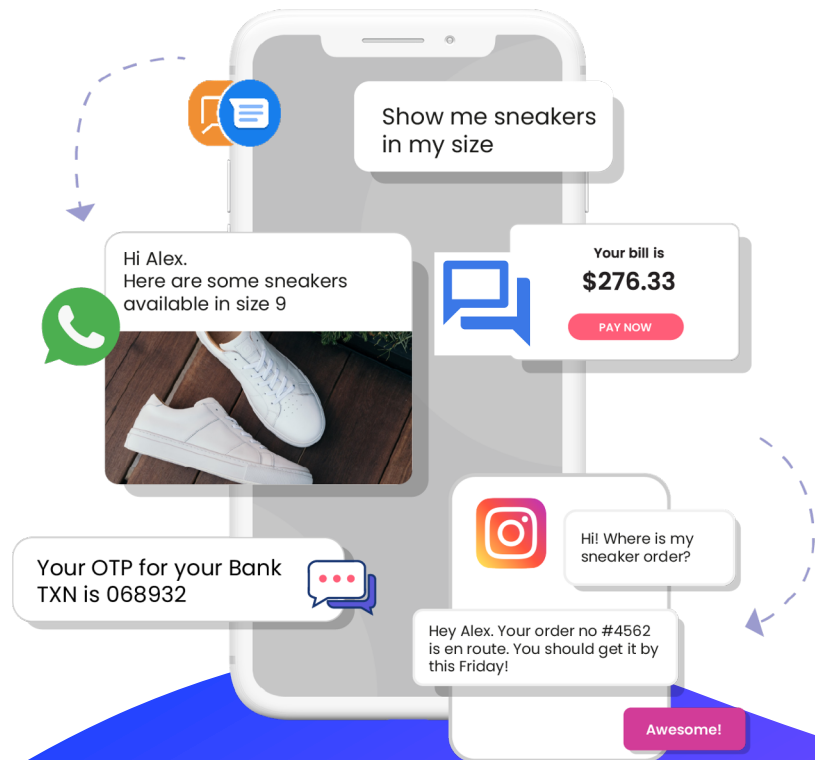 Show me sneakers
in my size
Hi Alex.
Here are some sneakers
available in size 9
Your bill is
$276.33
PAY NOW
Your OTP for your Bank
TXN is 068932
Hi! Where is my
sneaker order?
Hey Alex. Your order no #4562
is en route. You should get it by
this Friday!
Awesome!